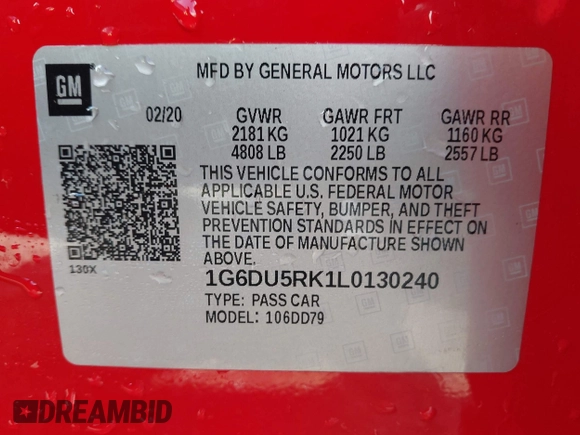 GM
MFD BY GENERAL MOTORS LLC
02/20 GVWR GAWR FRT GAWR RR
2181 KG 1021 KG 1160 KG
4808 LB 2250 LB 2557 LB
THIS VEHICLE CONFORMS TO ALL
APPLICABLE U.S. FEDERAL MOTOR
VEHICLE SAFETY, BUMPER, AND THEFT
PREVENTION STANDARDS IN EFFECT ON
THE DATE OF MANUFACTURE SHOWN
ABOVE.
130X
1G6DU5RK1L0130240
TYPE: PASS CAR
MODEL: 106DD79
DREAMBID